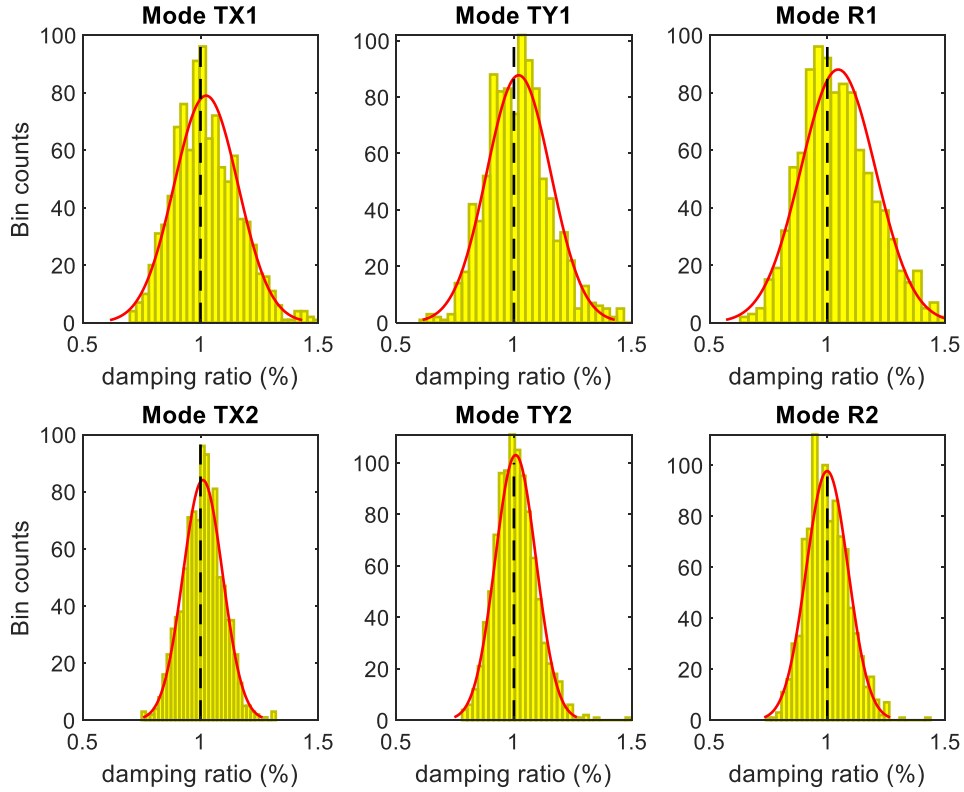 Mode TX1 Mode TY1 Mode R1
100 100 100
80 80 80
60 60 60
40 40 40
20 20 20
0 0 0
Bin counts
0.5 1 1.5 0.5 1 1.5 0.5 1 1.5
damping ratio (%) damping ratio (%) damping ratio (%)
Mode TX2 Mode TY2 Mode R2
100
100 100
80 80 80
60 60 60
40 40 40
20 20 20
0 0 0
Bin counts
0.5 1 1.5 0.5 1 1.5 0.5 1 1.5
damping ratio (%) damping ratio (%) damping ratio (%)